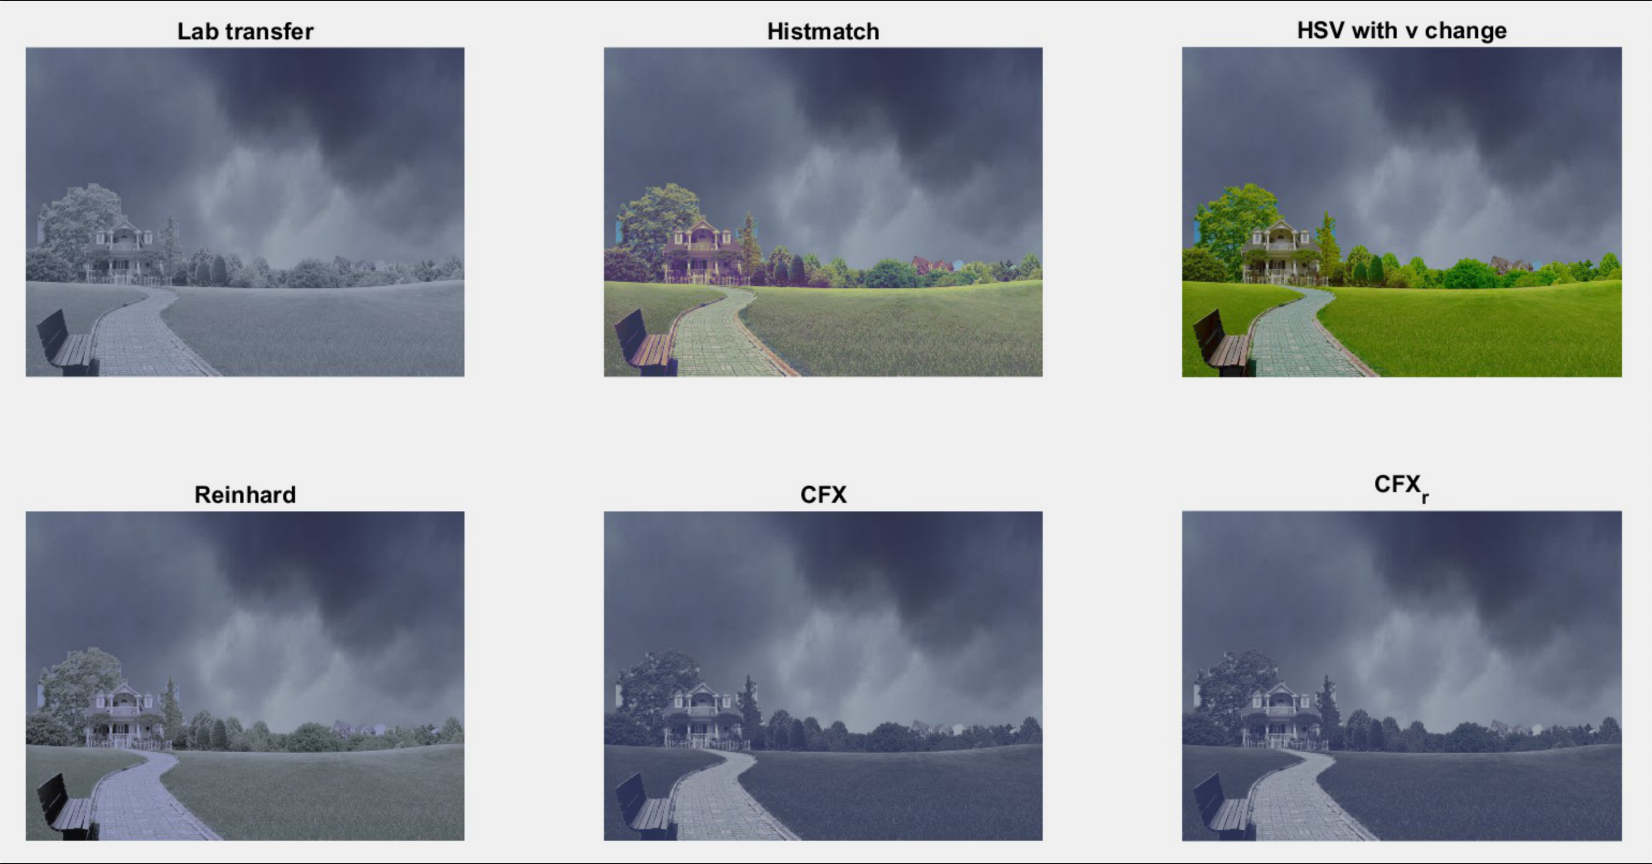 Lab transfer
Histmatch
HSV with v change
Reinhard
CFX
CFXr